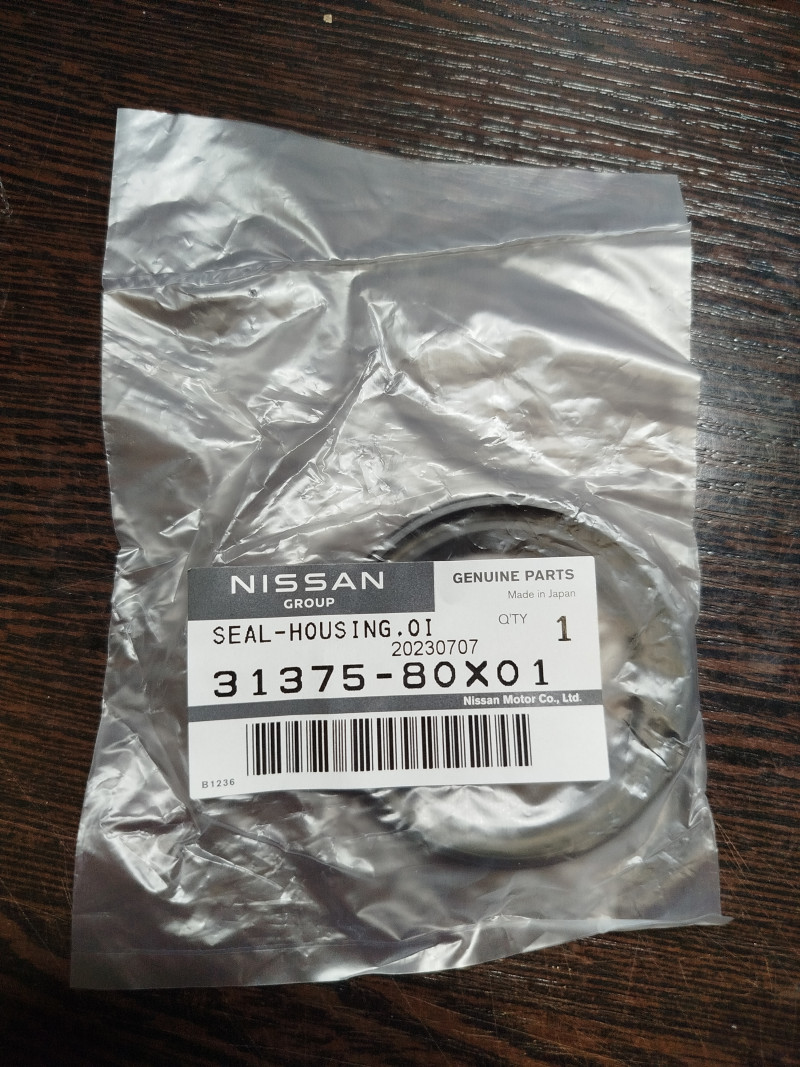 NISSAN
GROUP
GENUINE PARTS
Made in Japan
SEAL-HOUSING.OI
Q'TY 1
20230707
31375-80X01
Nissan Motor Co., Ltd.
B1236